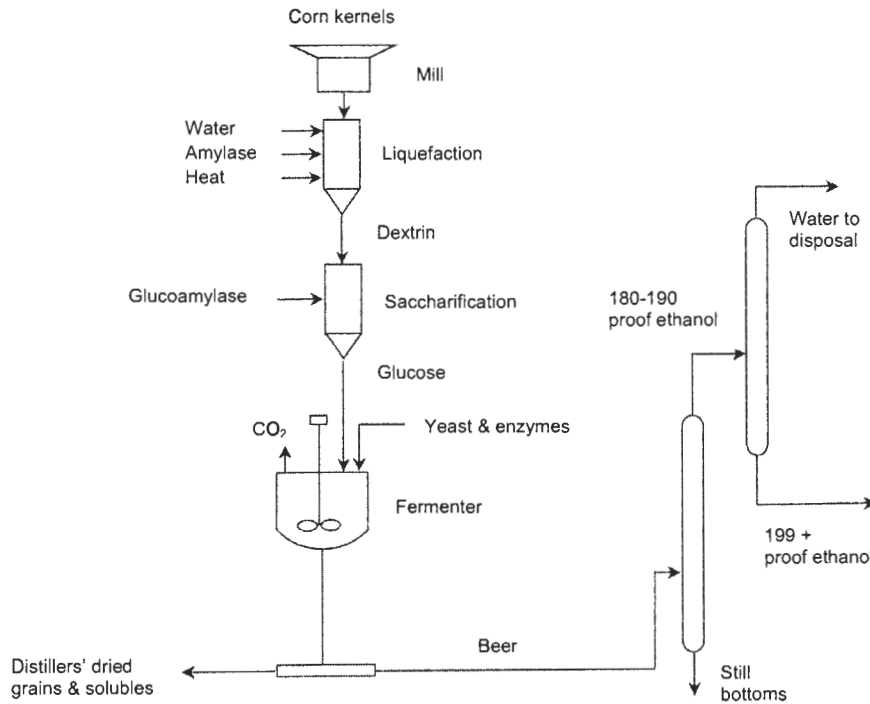 Corn kernels
Mill
Water
Amylase
Heat
Liquefaction
Dextrin
Glucoamylase
Saccharification
Glucose
CO₂
Yeast & enzymes
Fermenter
Beer
Distillers' dried
grains & solubles
180-190
proof ethanol
Water to
disposal
199 +
proof ethanol
Still
bottoms